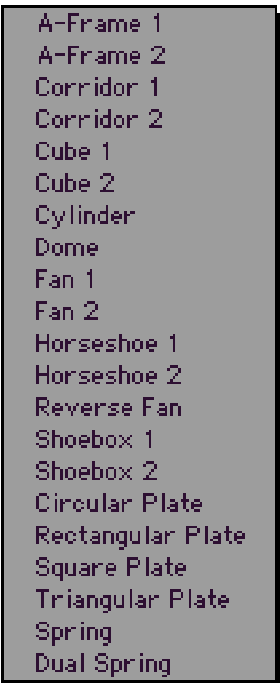 A-Frame 1
A-Frame 2
Corridor 1
Corridor 2
Cube 1
Cube 2
Cylinder
Dome
Fan 1
Fan 2
Horseshoe 1
Horseshoe 2
Reverse Fan
Shoebox 1
Shoebox 2
Circular Plate
Rectangular Plate
Square Plate
Triangular Plate
Spring
Dual Spring